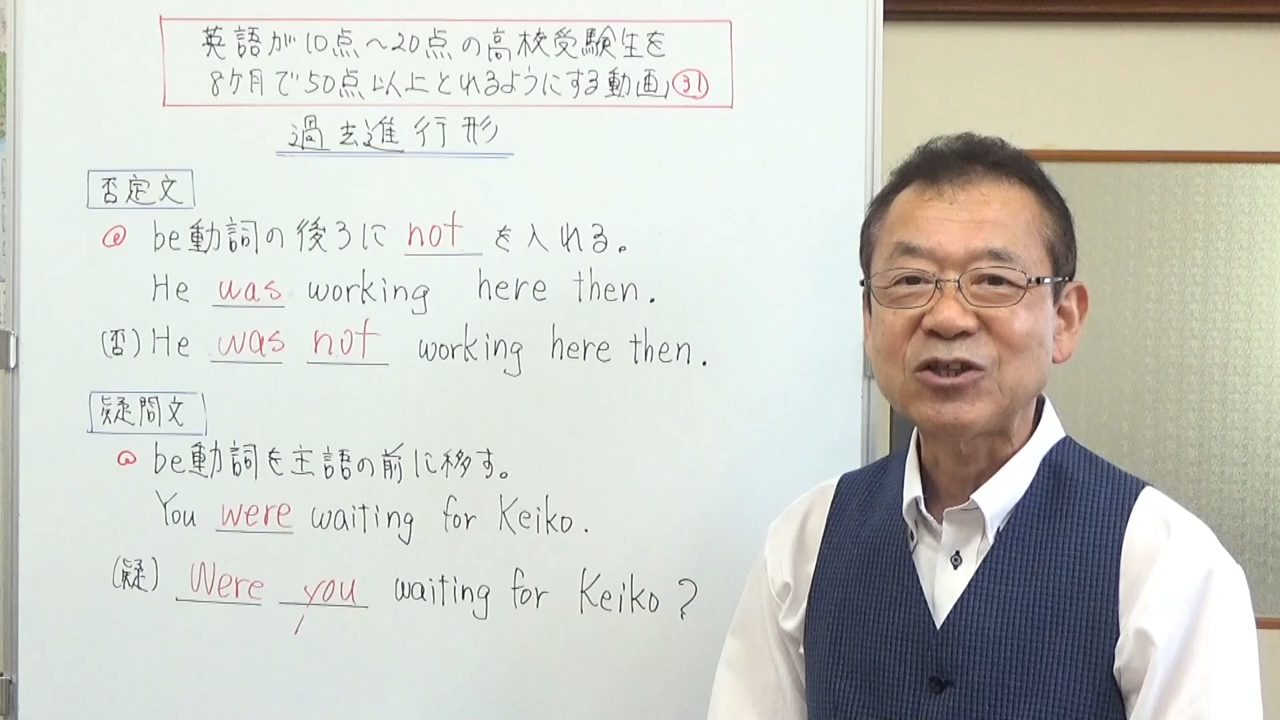 英語が10点～20点の高校受験生を
8ヶ月で50点以上とれるようにする動画㉛
過去進行形
否定文
@ be動詞の後ろに not を入れる。
He was working here then.
(否) He was not working here then.
疑問文
@ be動詞を主語の前に移す。
You were waiting for Keiko.
(疑) Were you waiting for Keiko?